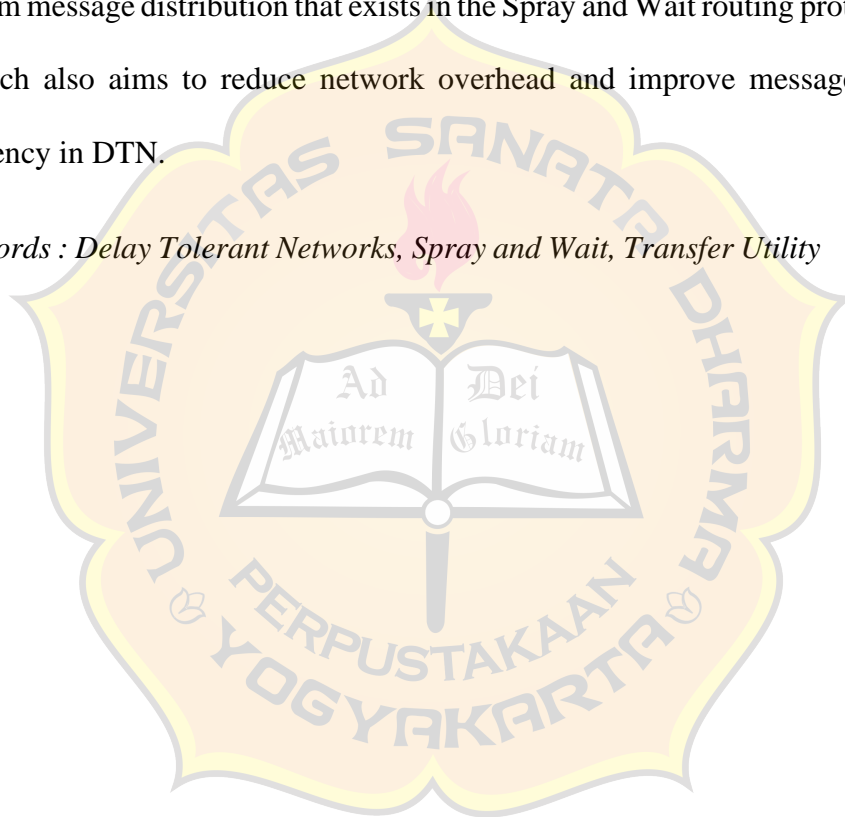 m message distribution that exists in the Spray and Wait routing prot
ch also aims to reduce network overhead and improve message
ency in DTN.
ords : Delay Tolerant Networks, Spray and Wait, Transfer Utility
UNIVERSITAS SANATA DHARMA
Ad Dei
Maiorem Gloriam
PERPUSTAKAAN
YOGYAKARTA